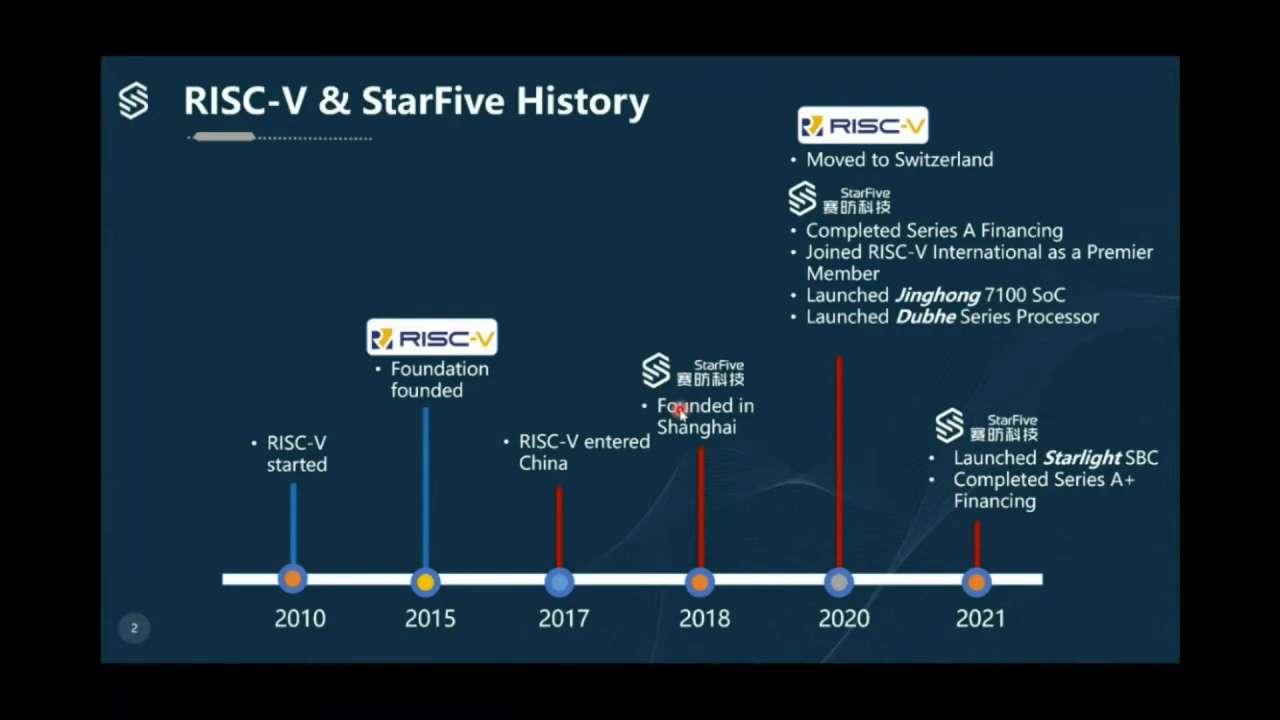 RISC-V & StarFive History
RISC-V
• Moved to Switzerland
StarFive
赛昉科技
• Completed Series A Financing
• Joined RISC-V International as a Premier
Member
• Launched Jinghong 7100 SoC
• Launched Dubhe Series Processor
RISC-V
• Foundation
founded
StarFive
赛昉科技
• Founded in
Shanghai
StarFive
赛昉科技
• Launched Starlight SBC
• Completed Series A+
Financing
• RISC-V
started
• RISC-V entered
China
2010
2015
2017
2018
2020
2021
2